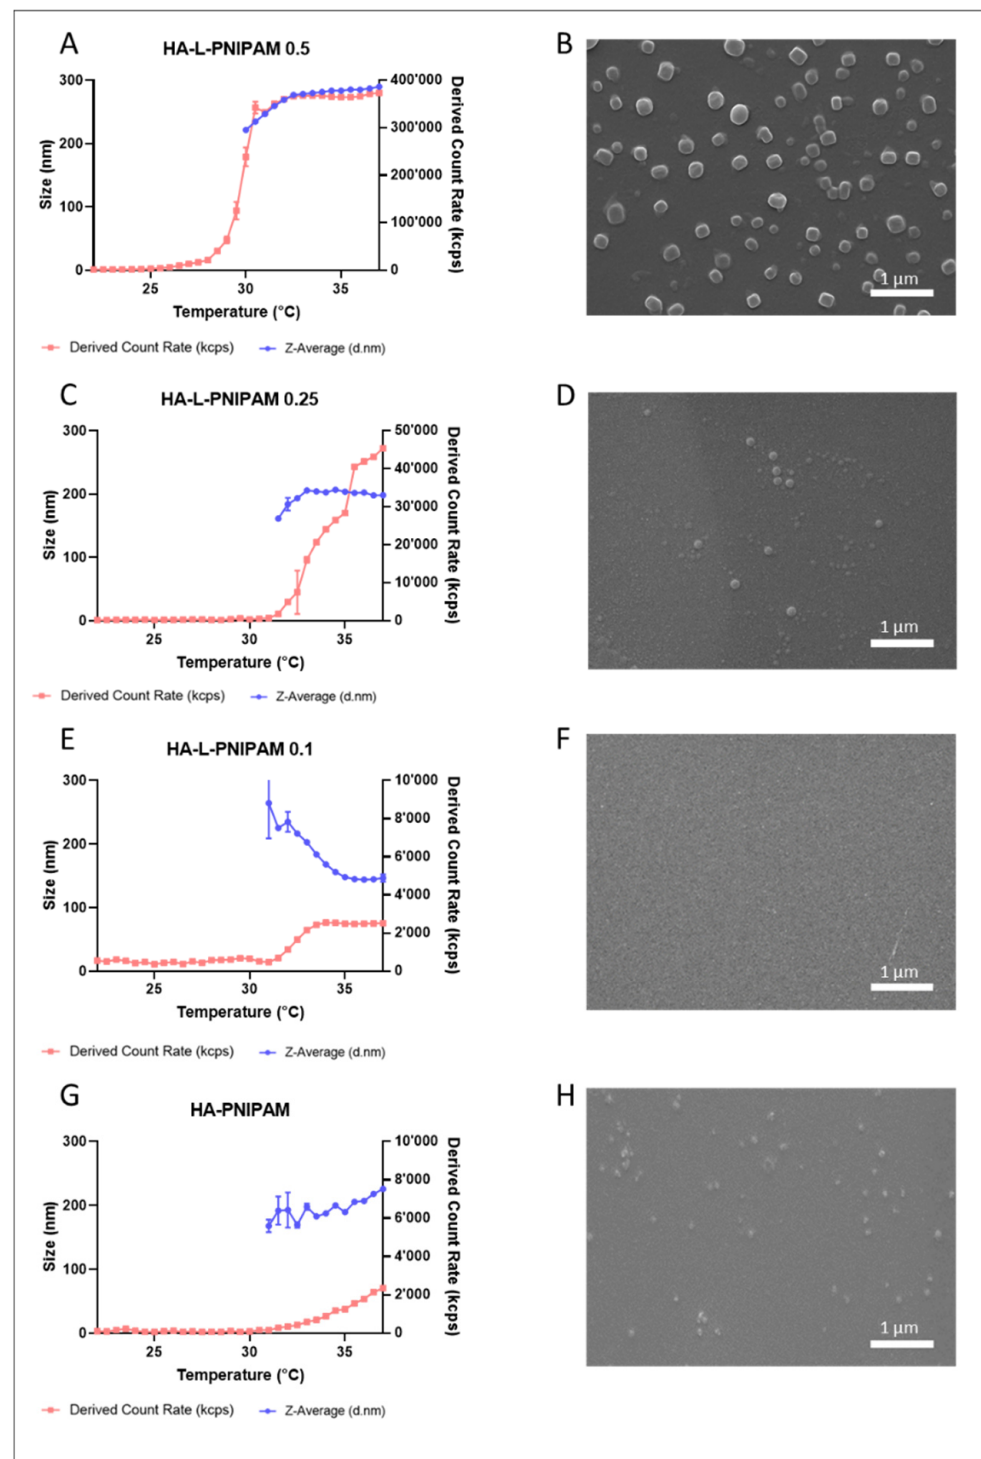 A
HA-L-PNIPAM 0.5
300
200
100
0
Size (nm)
400'000
300'000
200'000
100'000
0
Derived Count Rate (kcps)
25
35
Temperature (°C)
Derived Count Rate (kcps)
Z-Average (d.nm)
B
1 µm
C
HA-L-PNIPAM 0.25
300
200
100
0
Size (nm)
50'000
40'000
30'000
20'000
10'000
0
Derived Count Rate (kcps)
25
30
35
Temperature (°C)
Derived Count Rate (kcps)
Z-Average (d.nm)
D
1 µm
E
HA-L-PNIPAM 0.1
300
200
100
0
Size (nm)
10'000
8'000
6'000
4'000
2'000
0
Derived Count Rate (kcps)
25
30
35
Temperature (°C)
Derived Count Rate (kcps)
Z-Average (d.nm)
F
1 µm
G
HA-PNIPAM
300
200
100
0
Size (nm)
10'000
8'000
6'000
4'000
2'000
0
Derived Count Rate (kcps)
25
30
35
Temperature (°C)
Derived Count Rate (kcps)
Z-Average (d.nm)
H
1 µm